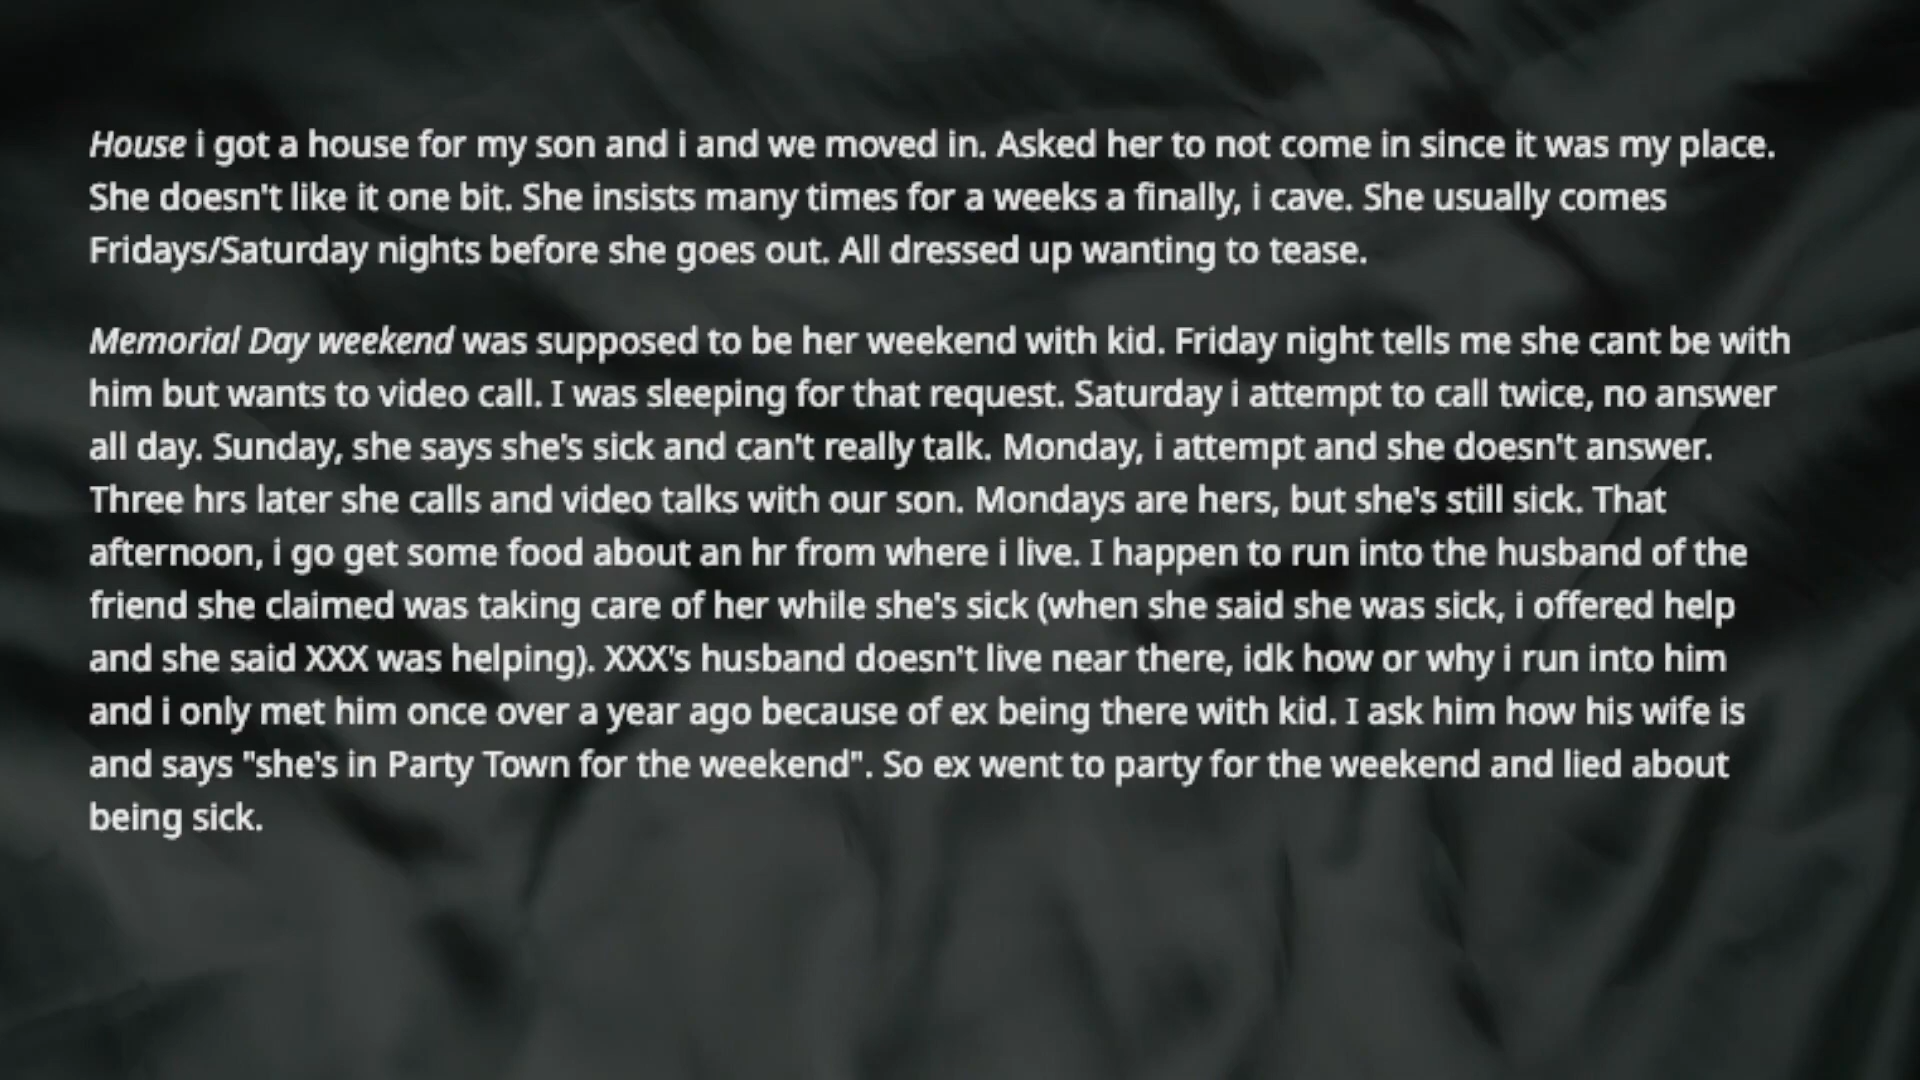 House i got a house for my son and i and we moved in. Asked her to not come in since it was my place.
She doesn't like it one bit. She insists many times for a weeks a finally, i cave. She usually comes
Fridays/Saturday nights before she goes out. All dressed up wanting to tease.
Memorial Day weekend was supposed to be her weekend with kid. Friday night tells me she cant be with
him but wants to video call. I was sleeping for that request. Saturday i attempt to call twice, no answer
all day. Sunday, she says she's sick and can't really talk. Monday, i attempt and she doesn't answer.
Three hrs later she calls and video talks with our son. Mondays are hers, but she's still sick. That
afternoon, i go get some food about an hr from where i live. I happen to run into the husband of the
friend she claimed was taking care of her while she's sick (when she said she was sick, i offered help
and she said XXX was helping). XXX's husband doesn't live near there, idk how or why i run into him
and i only met him once over a year ago because of ex being there with kid. I ask him how his wife is
and says "she's in Party Town for the weekend". So ex went to party for the weekend and lied about
being sick.